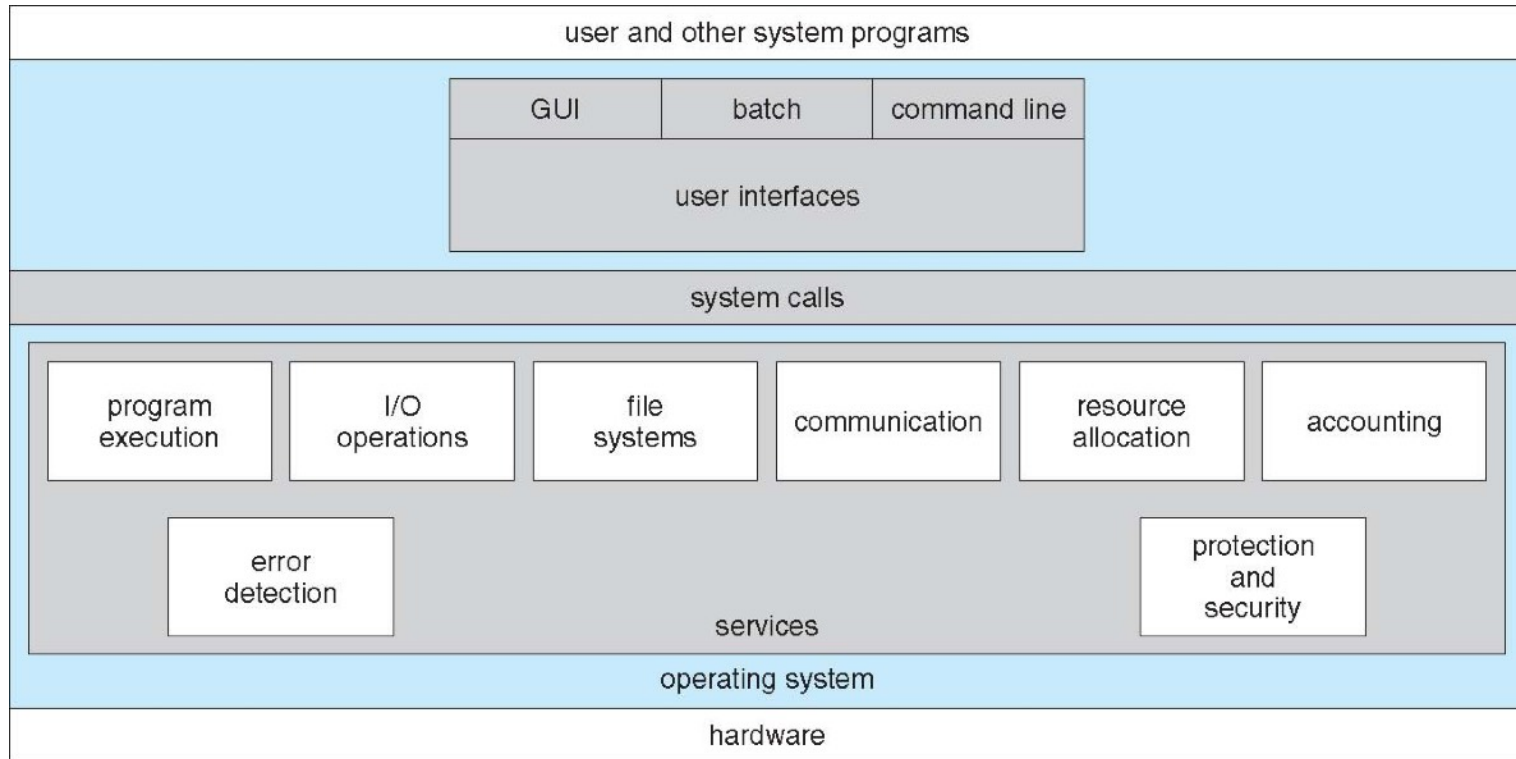 user and other system programs
GUI
batch
command line
user interfaces
system calls
program
execution
I/O
operations
file
systems
communication
resource
allocation
accounting
error
detection
protection
and
security
services
operating system
hardware